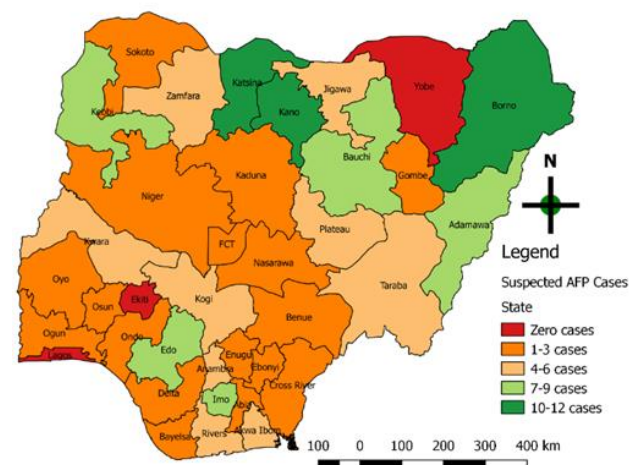 Sokoto
Katsina
Zamfara
Kano
Jigawa
Yobe
Borno
Kebbi
Bauchi
Gombe
Kaduna
Niger
Adamawa
Plateau
FCT
Nasarawa
Taraba
Kwara
Oyo
Osun
Ekiti
Kogi
Benue
Ogun
Ondo
Edo
Lagos
Enugu
Anambra
Ebonyi
Cross River
Delta
Imo
Bayelsa
Rivers
Akwa Ibom
N
Legend
Suspected AFP Cases
State
Zero cases
1-3 cases
4-6 cases
7-9 cases
10-12 cases
100 0 100 200 300 400 km